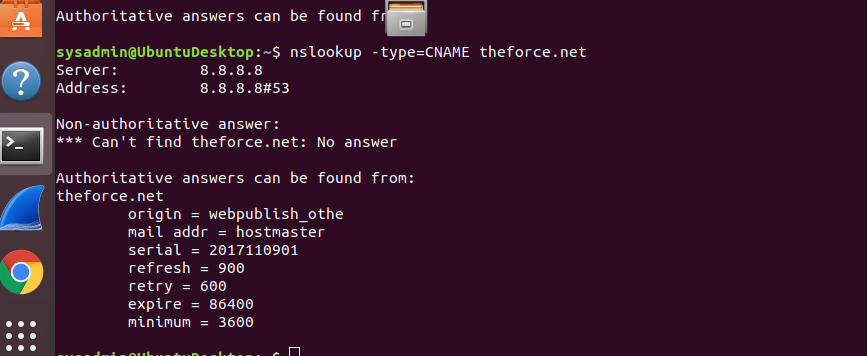 Authoritative answers can be found fr
sysadmin@UbuntuDesktop:~$ nslookup -type=CNAME theforce.net
Server: 8.8.8.8
Address: 8.8.8.8#53
Non-authoritative answer:
*** Can't find theforce.net: No answer
Authoritative answers can be found from:
theforce.net
origin = webpublish_othe
mail addr = hostmaster
serial = 2017110901
refresh = 900
retry = 600
expire = 86400
minimum = 3600
sysadmin@UbuntuDesktop:~$